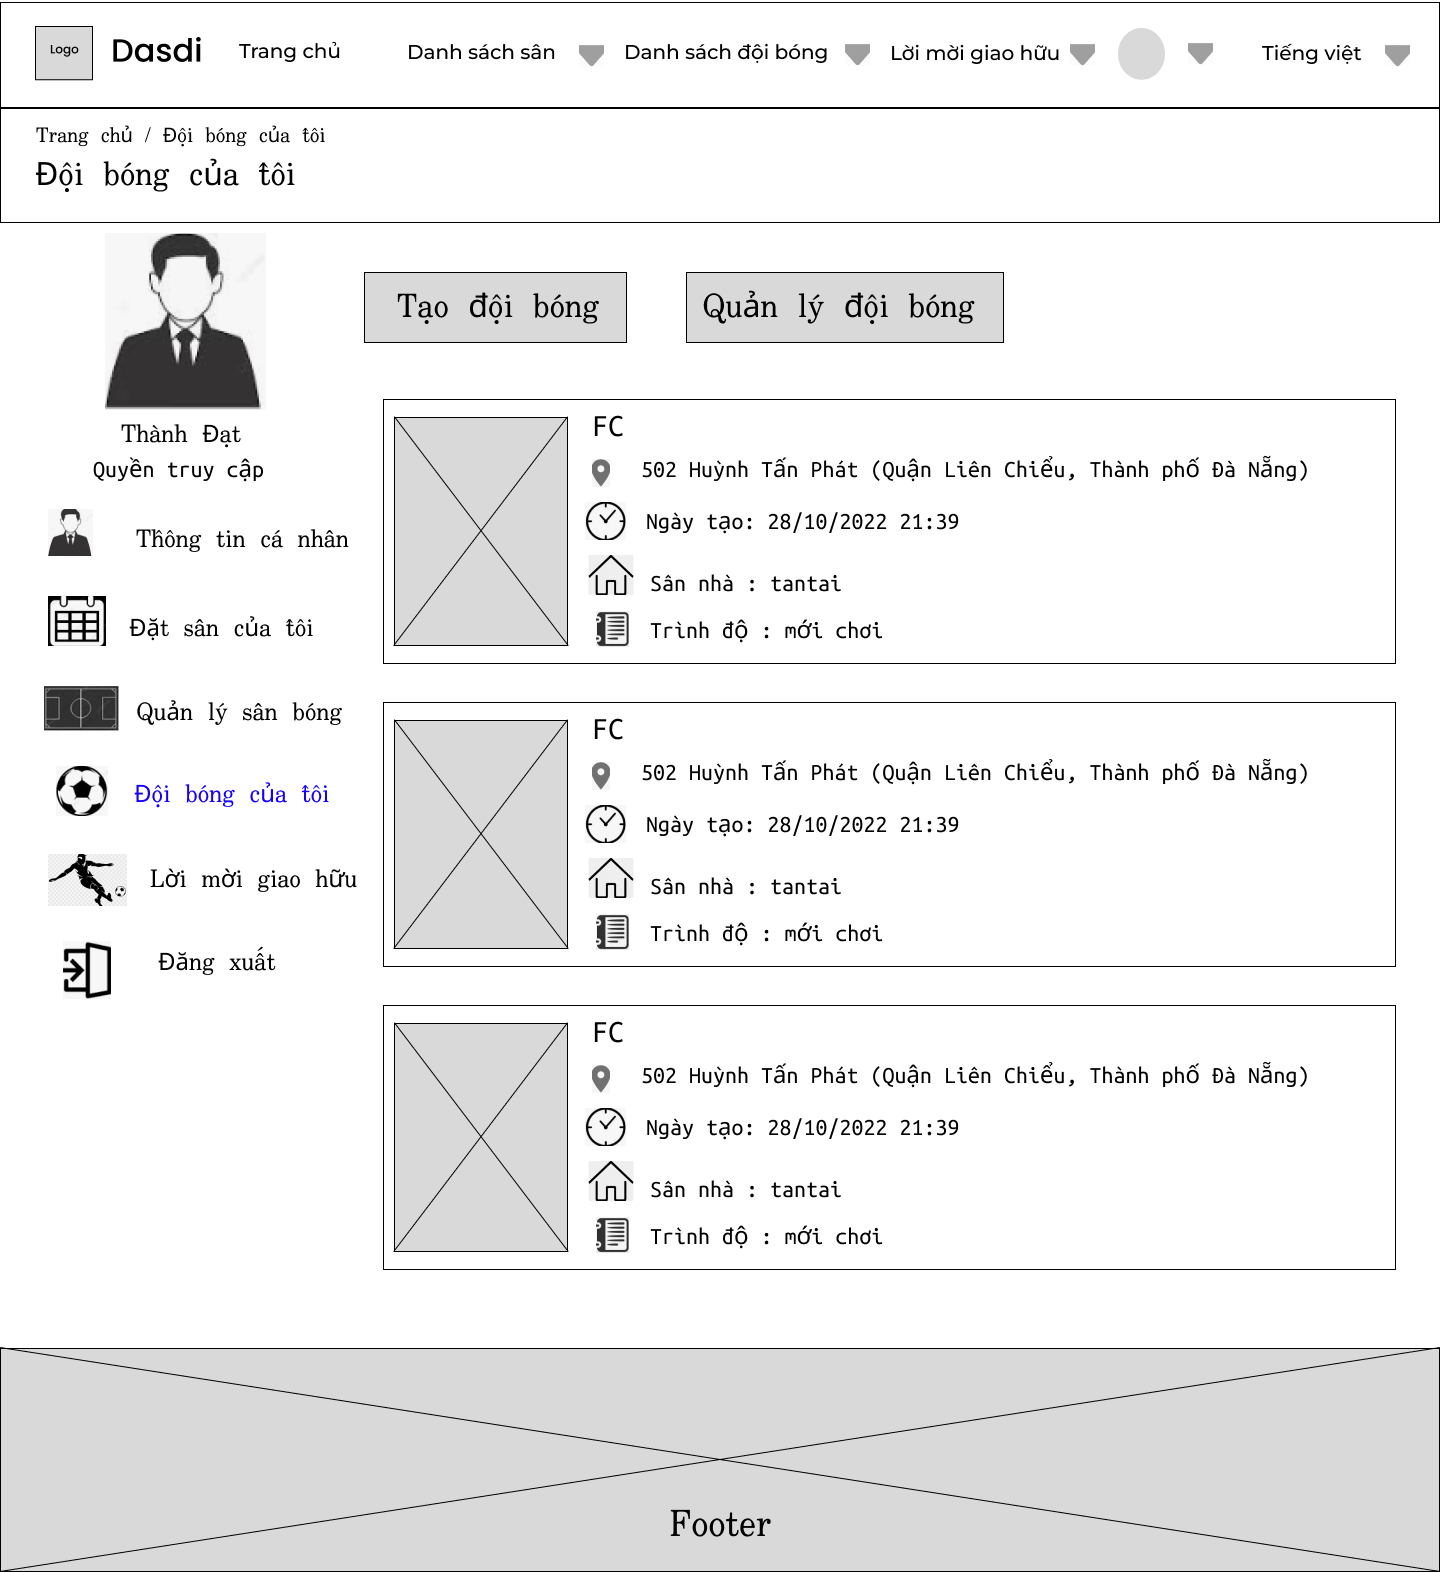 Logo
Dasdi
Trang chủ
Danh sách sân
Danh sách đội bóng
Lời mời giao hữu
Tiếng việt
Trang chủ / Đội bóng của tôi
Đội bóng của tôi
Tạo đội bóng
Quản lý đội bóng
Thành Đạt
Quyền truy cập
Thông tin cá nhân
Đặt sân của tôi
Quản lý sân bóng
Đội bóng của tôi
Lời mời giao hữu
Đăng xuất
FC
502 Huỳnh Tấn Phát (Quận Liên Chiểu, Thành phố Đà Nẵng)
Ngày tạo: 28/10/2022 21:39
Sân nhà : tantai
Trình độ : mới chơi
FC
502 Huỳnh Tấn Phát (Quận Liên Chiểu, Thành phố Đà Nẵng)
Ngày tạo: 28/10/2022 21:39
Sân nhà : tantai
Trình độ : mới chơi
FC
502 Huỳnh Tấn Phát (Quận Liên Chiểu, Thành phố Đà Nẵng)
Ngày tạo: 28/10/2022 21:39
Sân nhà : tantai
Trình độ : mới chơi
Footer